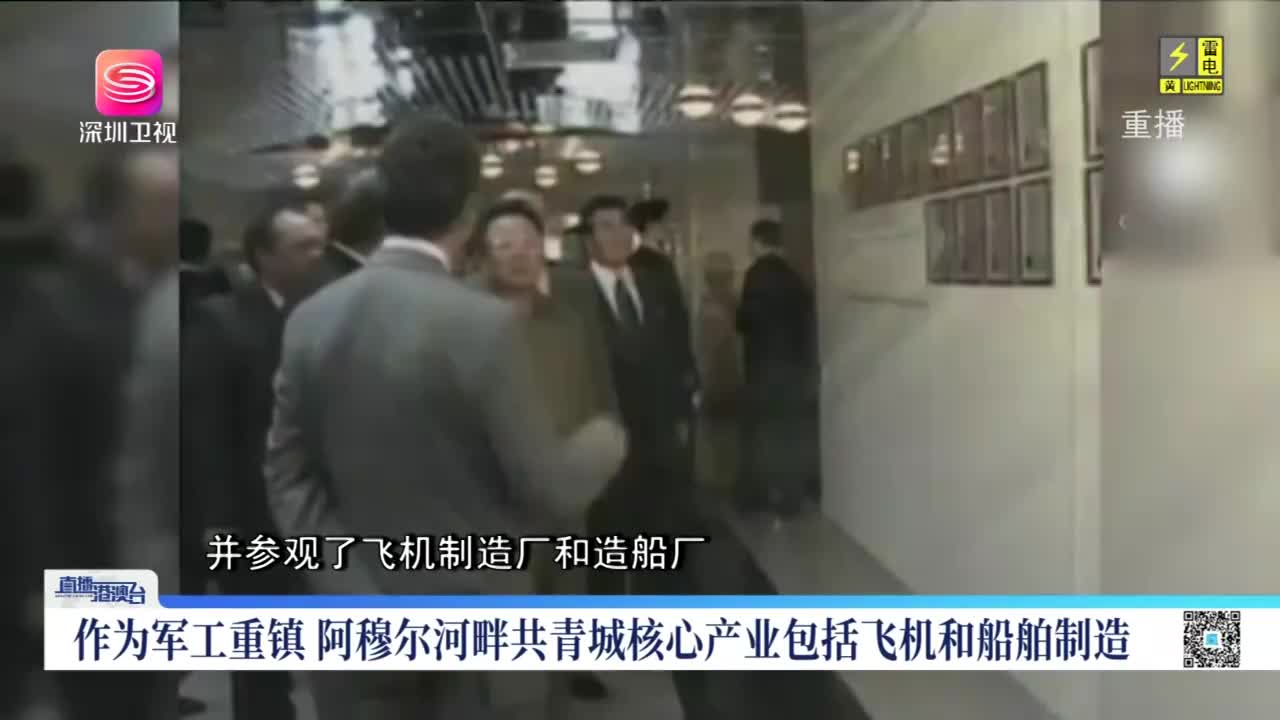 深圳卫视
雷电
黄 LIGHTNING
重播
并参观了飞机制造厂和造船厂
直播港澳台
作为军工重镇 阿穆尔河畔共青城核心产业包括飞机和船舶制造